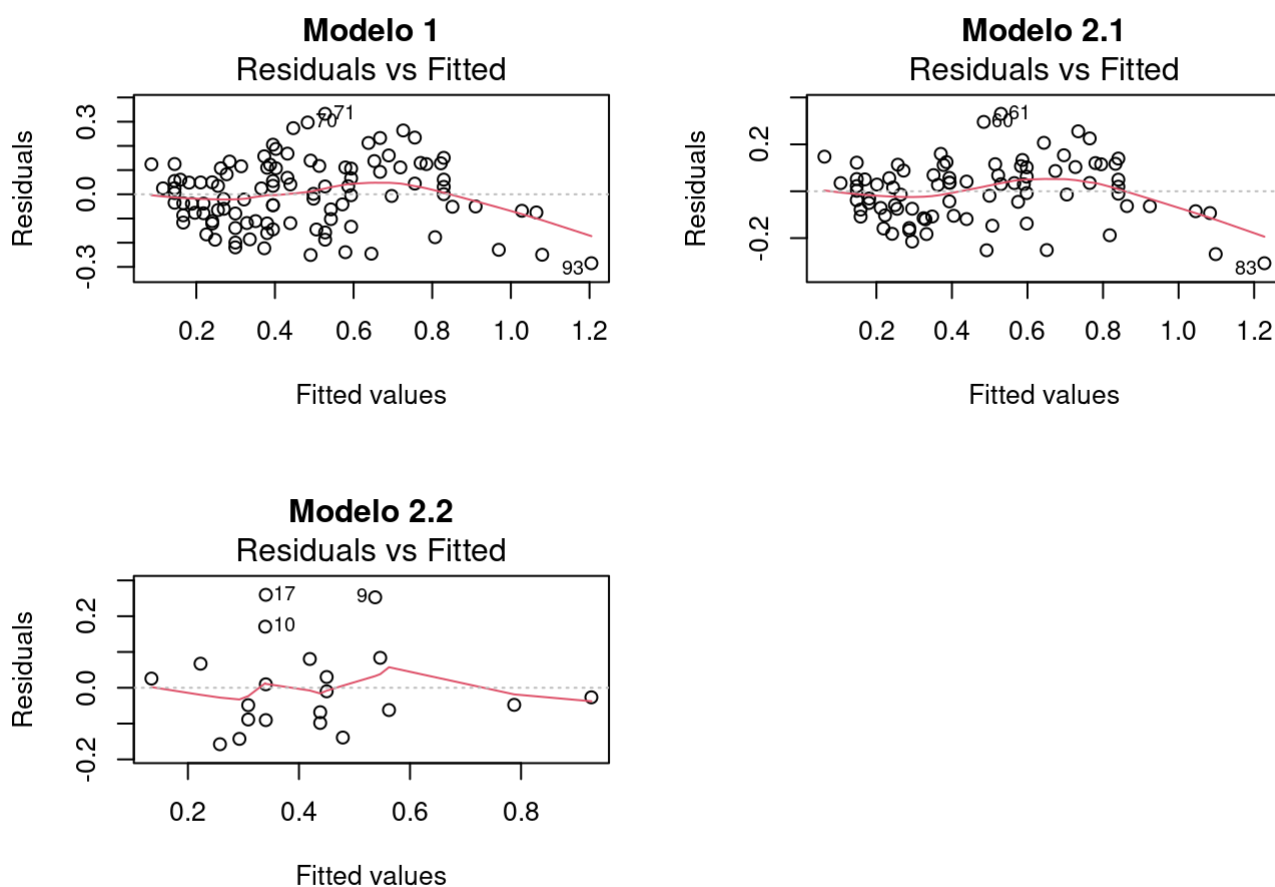 Modelo 1
Residuals vs Fitted
Residuals
0.3
0.0
-0.3
70
71
93
0.2 0.4 0.6 0.8 1.0 1.2
Fitted values
Modelo 2.1
Residuals vs Fitted
Residuals
0.2
-0.2
60
61
83
0.2 0.4 0.6 0.8 1.0 1.2
Fitted values
Modelo 2.2
Residuals vs Fitted
Residuals
0.2
0.0
-0.2
17
9
10
0.2 0.4 0.6 0.8
Fitted values